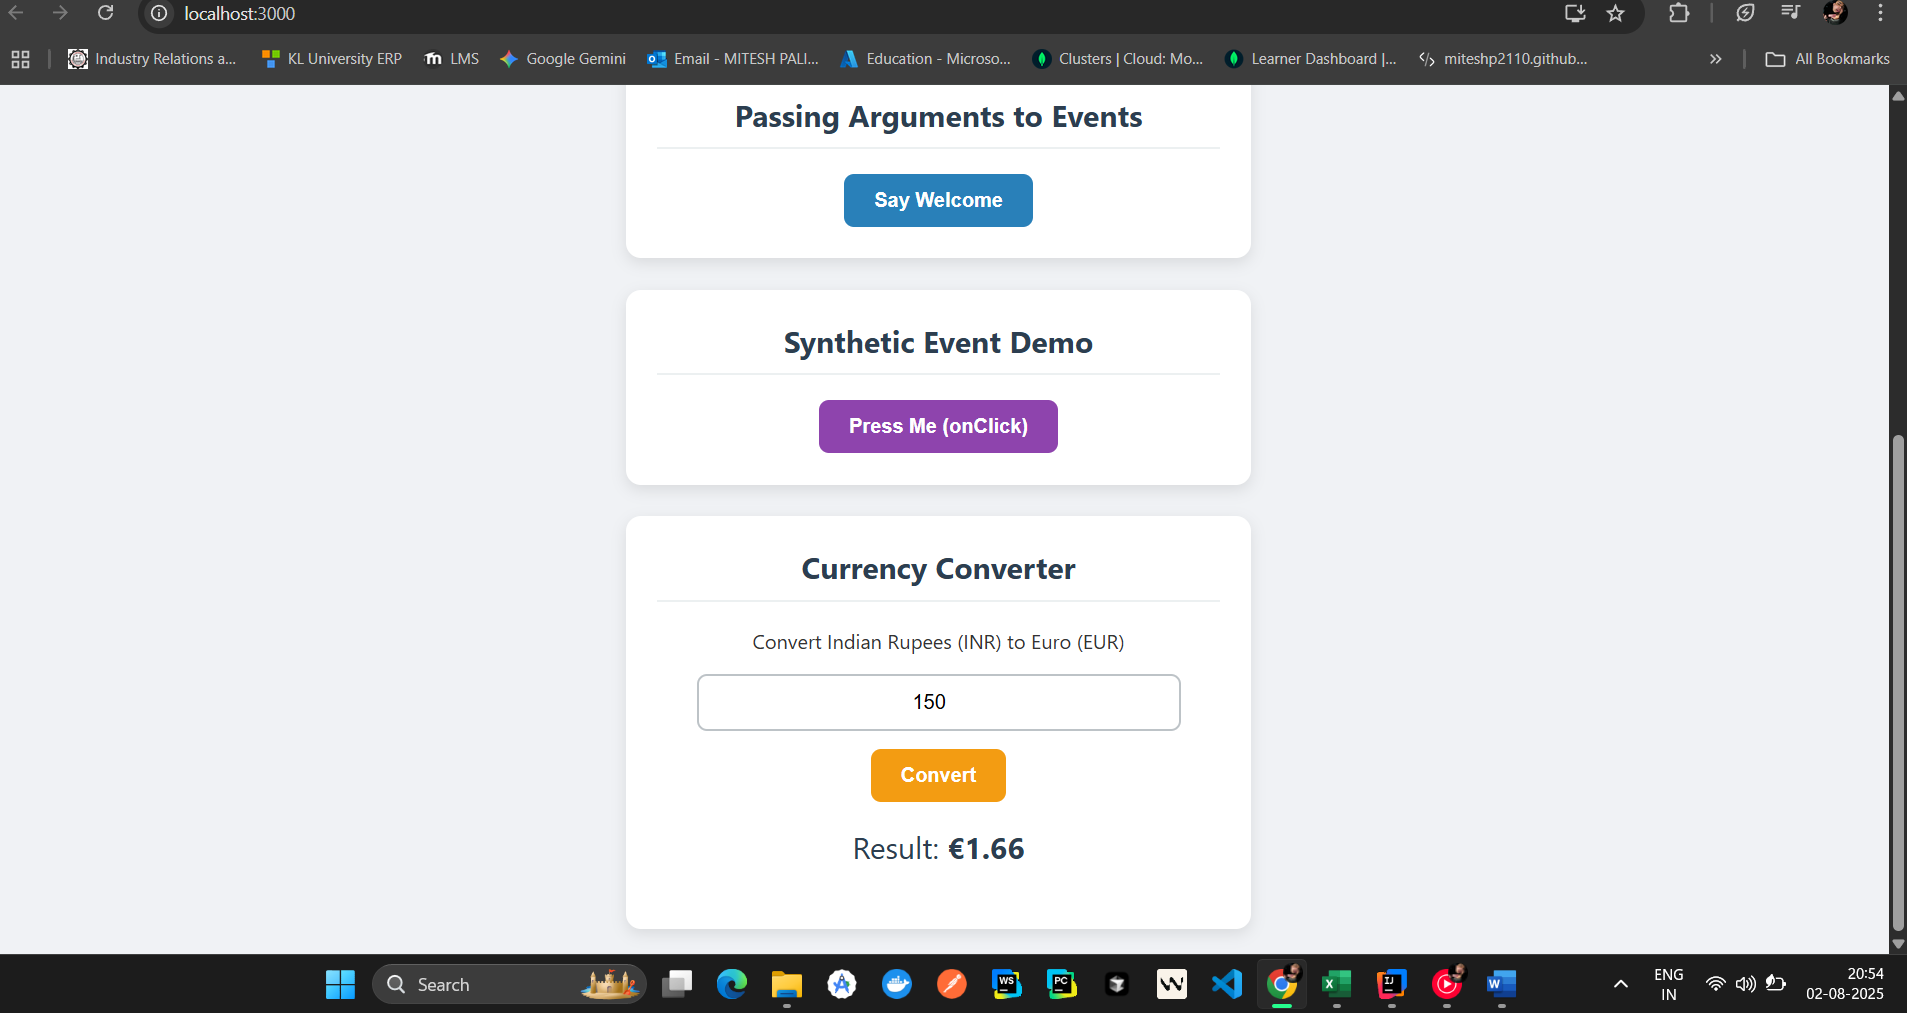 localhost:3000
Industry Relations a...
KL University ERP
LMS
Google Gemini
Email - MITESH PALI...
Education - Microso...
Clusters | Cloud: Mo...
Learner Dashboard |...
miteshp2110.github...
»
All Bookmarks
Passing Arguments to Events
Say Welcome
Synthetic Event Demo
Press Me (onClick)
Currency Converter
Convert Indian Rupees (INR) to Euro (EUR)
150
Convert
Result: €1.66
Search
WS
PC
X
IJ
W
ENG
IN
20:54
02-08-2025